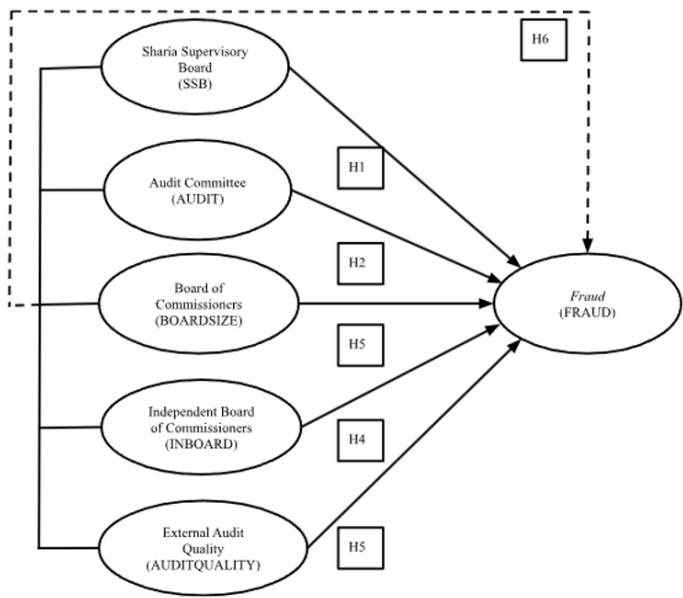 H6
Sharia Supervisory
Board
(SSB)
H1
Audit Committee
(AUDIT)
H2
Board of
Commissioners
(BOARDSIZE)
Fraud
(FRAUD)
H5
Independent Board
of Commissioners
(INBOARD)
H4
External Audit
Quality
(AUDITQUALITY)
H5